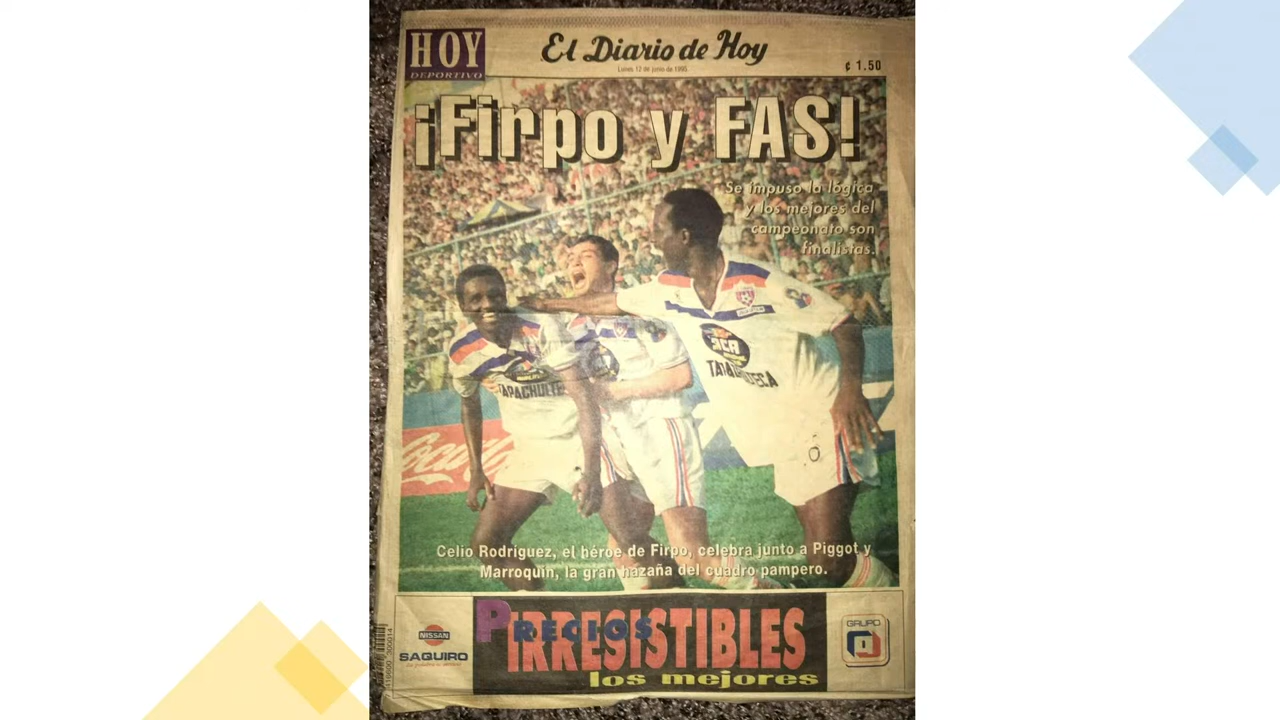 HOY
DEPORTIVO
El Diario de Hoy
Lunes 12 de junio de 1995
¢ 1.50
¡Firpo y FAS!
Se impuso la lógica
y los mejores del
campeonato son
finalistas.
TAPACHULTECA
TAPACHULTE
Coca
Celio Rodríguez, el héroe de Firpo, celebra junto a Piggot y
Marroquín, la gran hazaña del cuadro pampero.
NISSAN
SAQUIRO
PRECIOS
IRRESISTIBLES
los mejores
GRUPO